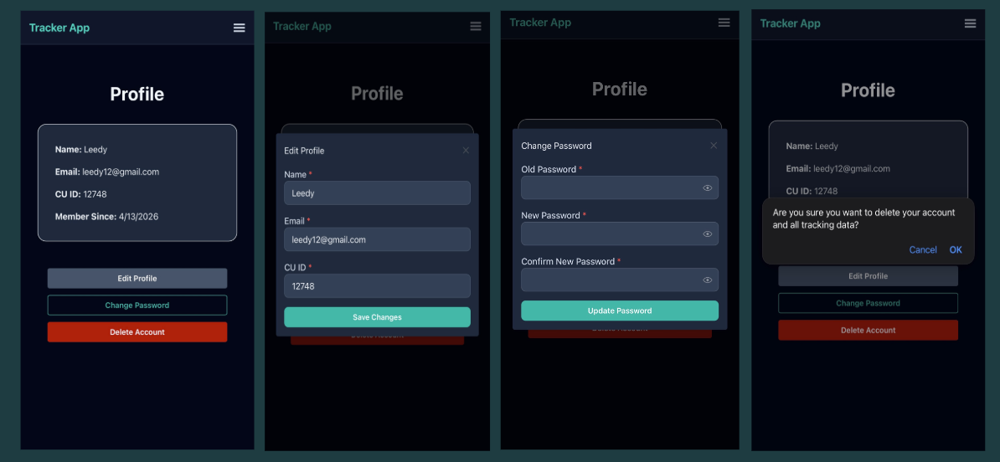 Tracker App
Profile
Name: Leedy
Email: leedy12@gmail.com
CU ID: 12748
Member Since: 4/13/2026
Edit Profile
Change Password
Delete Account
Tracker App
Profile
Edit Profile
Name *
Leedy
Email *
leedy12@gmail.com
CU ID *
12748
Save Changes
Delete Account
Tracker App
Profile
Change Password
Old Password *
New Password *
Confirm New Password *
Update Password
Delete Account
Tracker App
Profile
Name: Leedy
Email: leedy12@gmail.com
CU ID: 12748
Are you sure you want to delete your account
and all tracking data?
Cancel OK
Edit Profile
Change Password
Delete Account